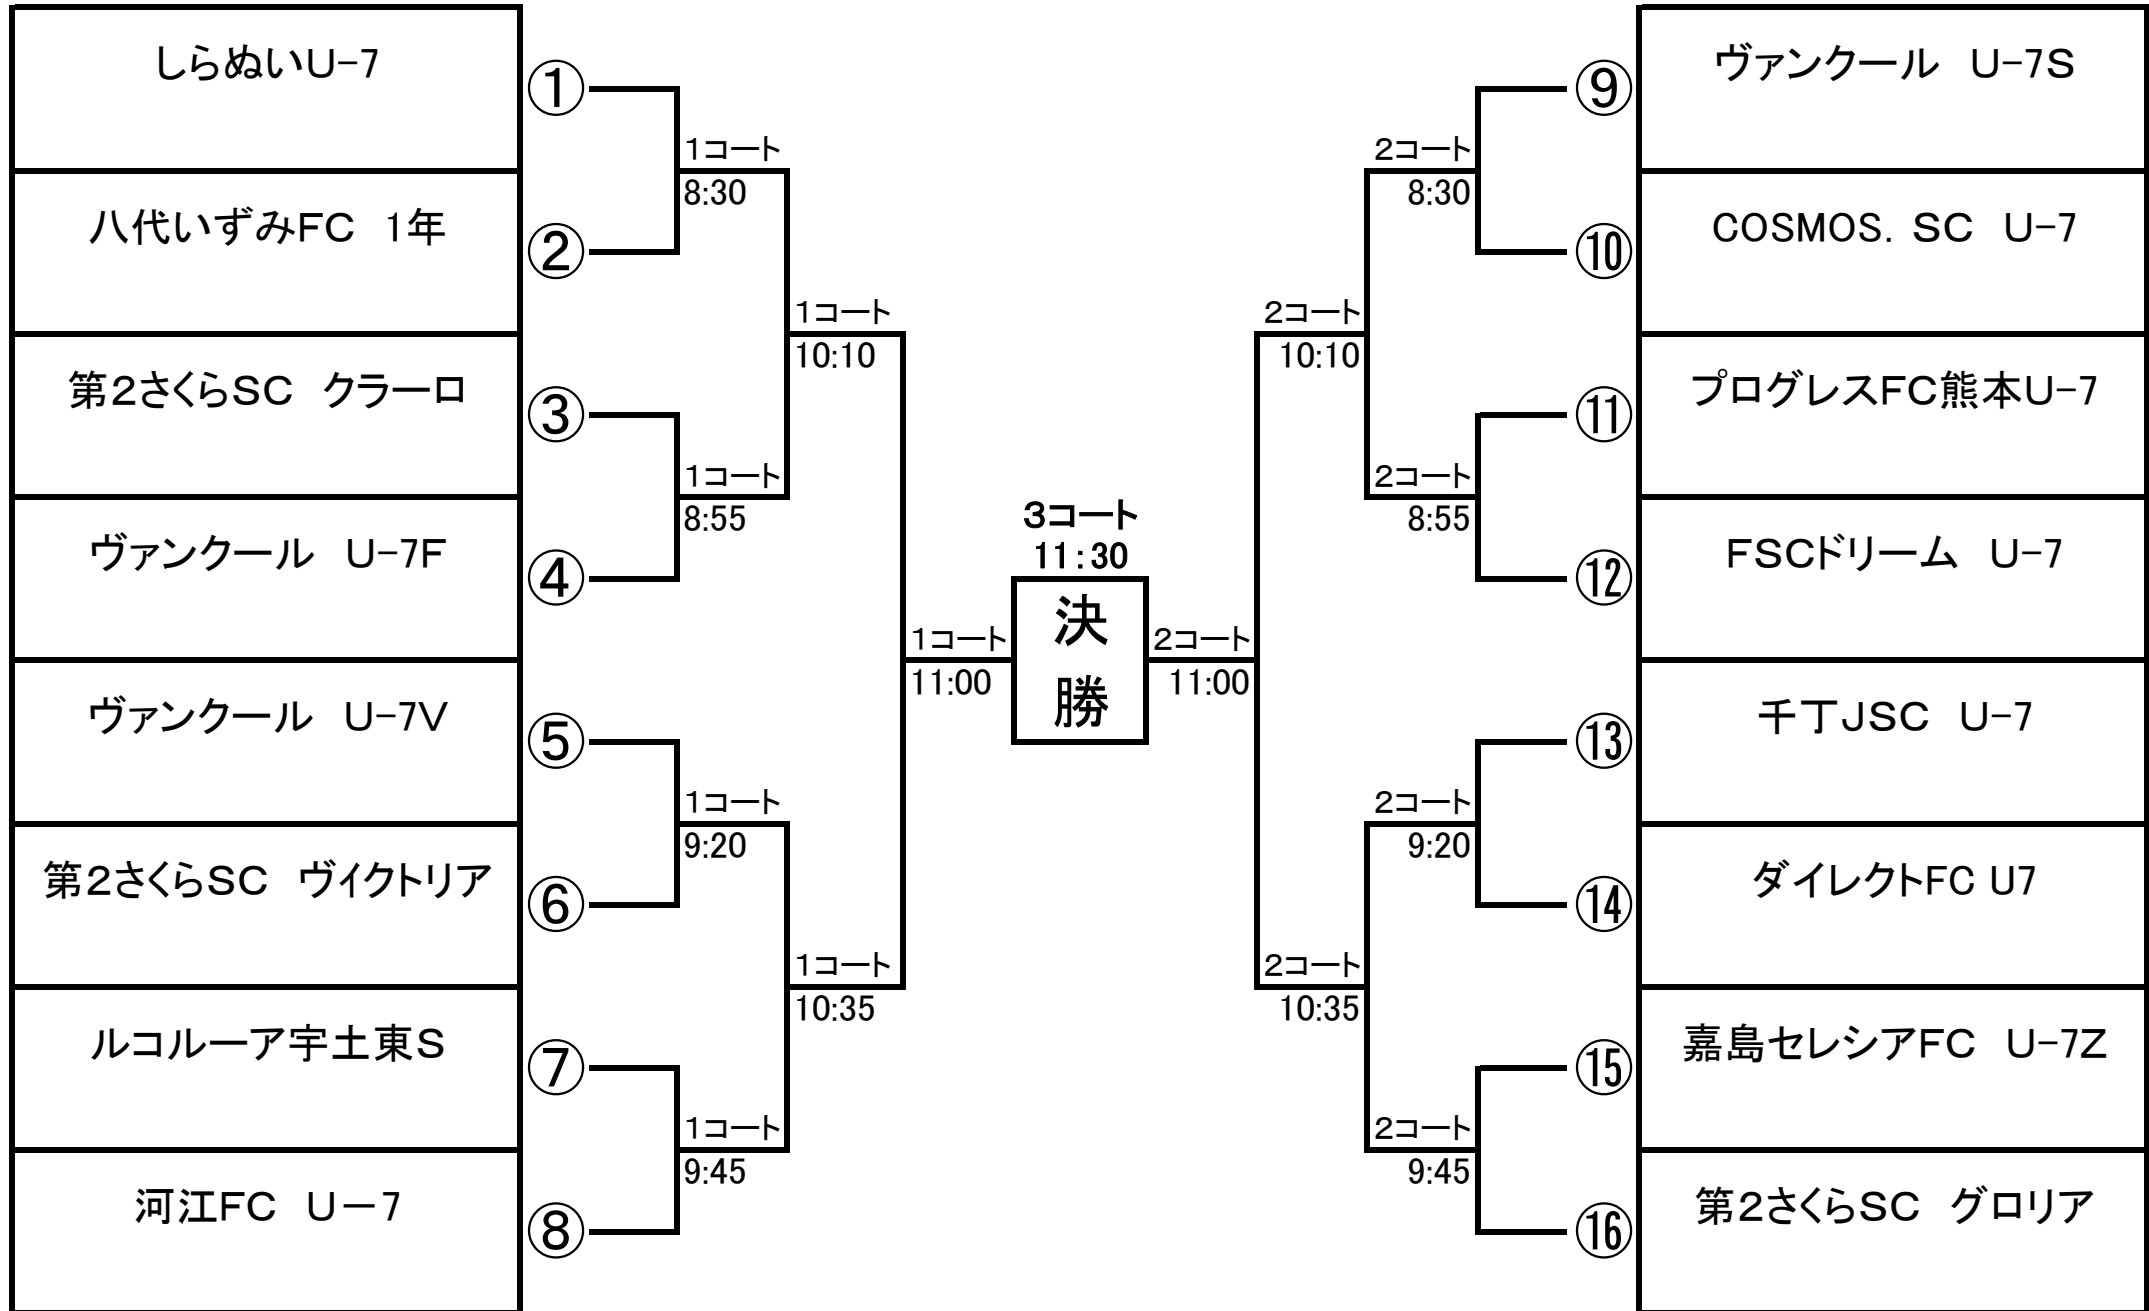 しらぬいU-7
①
八代いずみFC　1年
②
1コート
8:30
第2さくらSC　クラーロ
③
1コート
10:10
ヴァンクール　U-7F
④
1コート
8:55
ヴァンクール　U-7V
⑤
1コート
11:00
第2さくらSC　ヴイクトリア
⑥
1コート
9:20
ルコルーア宇土東S
⑦
1コート
10:35
河江FC　U－7
⑧
1コート
9:45
3コート
11:30
決
勝
ヴァンクール　U-7S
⑨
2コート
8:30
COSMOS. SC　U-7
⑩
2コート
10:10
プログレスFC熊本U-7
⑪
2コート
8:55
FSCドリーム　U-7
⑫
2コート
11:00
千丁JSC　U-7
⑬
2コート
9:20
ダイレクトFC U7
⑭
2コート
10:35
嘉島セレシアFC　U-7Z
⑮
2コート
9:45
第2さくらSC　グロリア
⑯